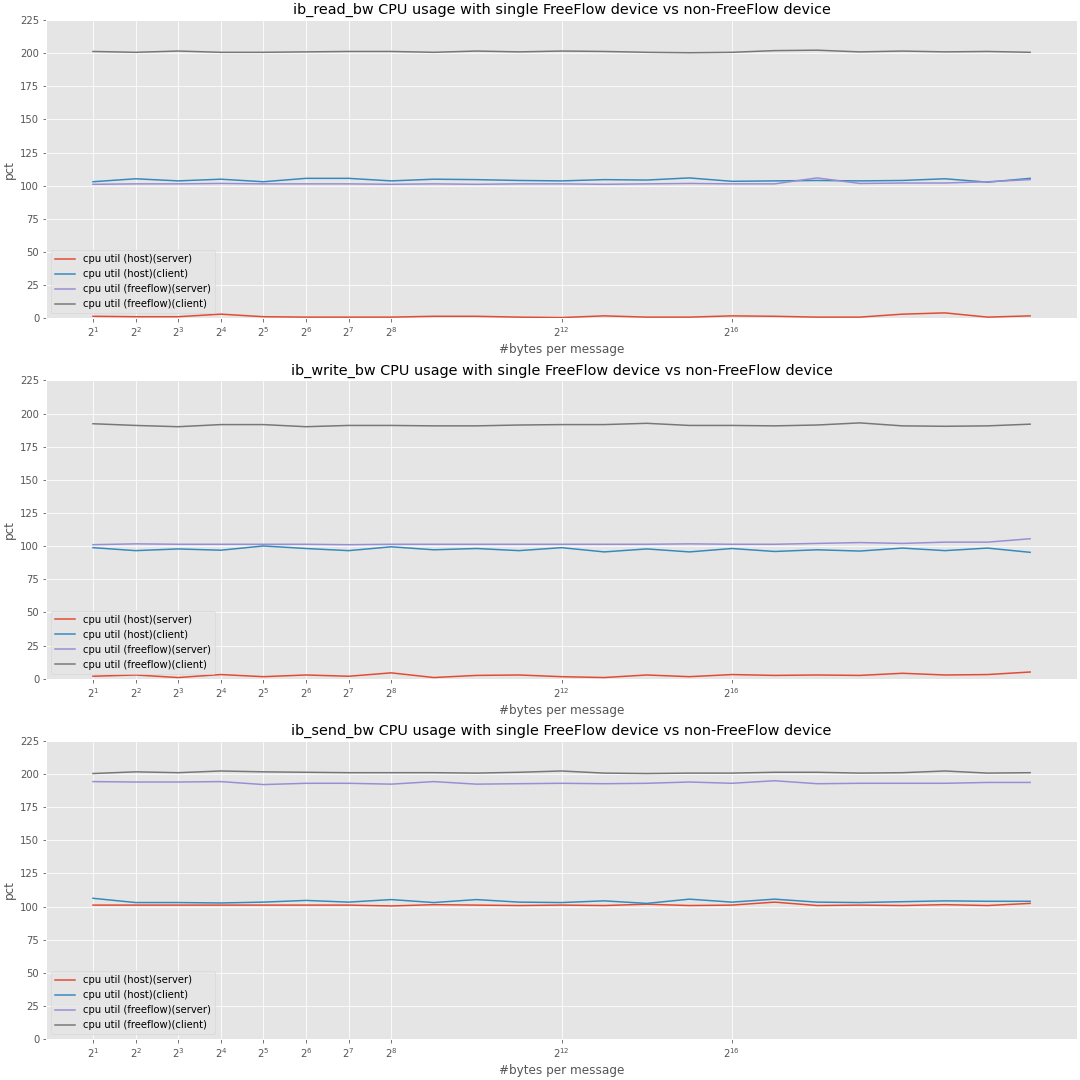 ib_read_bw CPU usage with single FreeFlow device vs non-FreeFlow device
225
200
175
150
125
100
75
50
25
0
pct
cpu util (host)(server)
cpu util (host)(client)
cpu util (freeflow)(server)
cpu util (freeflow)(client)
2^1 2^2 2^3 2^4 2^5 2^6 2^7 2^8 2^12 2^16
#bytes per message
ib_write_bw CPU usage with single FreeFlow device vs non-FreeFlow device
225
200
175
150
125
100
75
50
25
0
pct
cpu util (host)(server)
cpu util (host)(client)
cpu util (freeflow)(server)
cpu util (freeflow)(client)
2^1 2^2 2^3 2^4 2^5 2^6 2^7 2^8 2^12 2^16
#bytes per message
ib_send_bw CPU usage with single FreeFlow device vs non-FreeFlow device
225
200
175
150
125
100
75
50
25
0
pct
cpu util (host)(server)
cpu util (host)(client)
cpu util (freeflow)(server)
cpu util (freeflow)(client)
2^1 2^2 2^3 2^4 2^5 2^6 2^7 2^8 2^12 2^16
#bytes per message